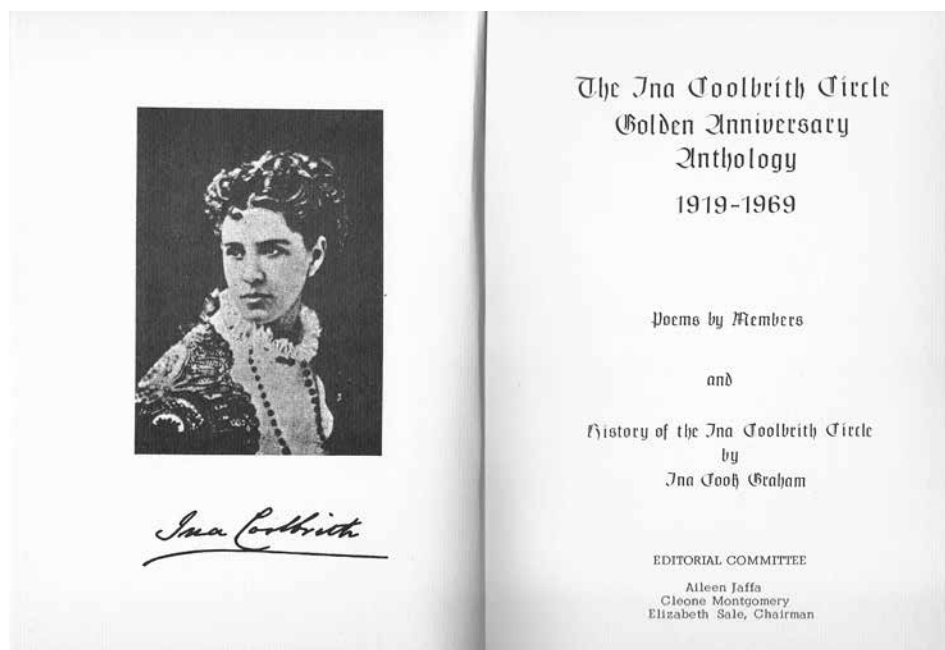 Ina Coolbrith
The Ina Coolbrith Circle
Golden Anniversary
Anthology
1919-1969
Poems by Members
and
History of the Ina Coolbrith Circle
by
Ina Cook Graham
EDITORIAL COMMITTEE
Aileen Jaffa
Cleone Montgomery
Elizabeth Sale, Chairman